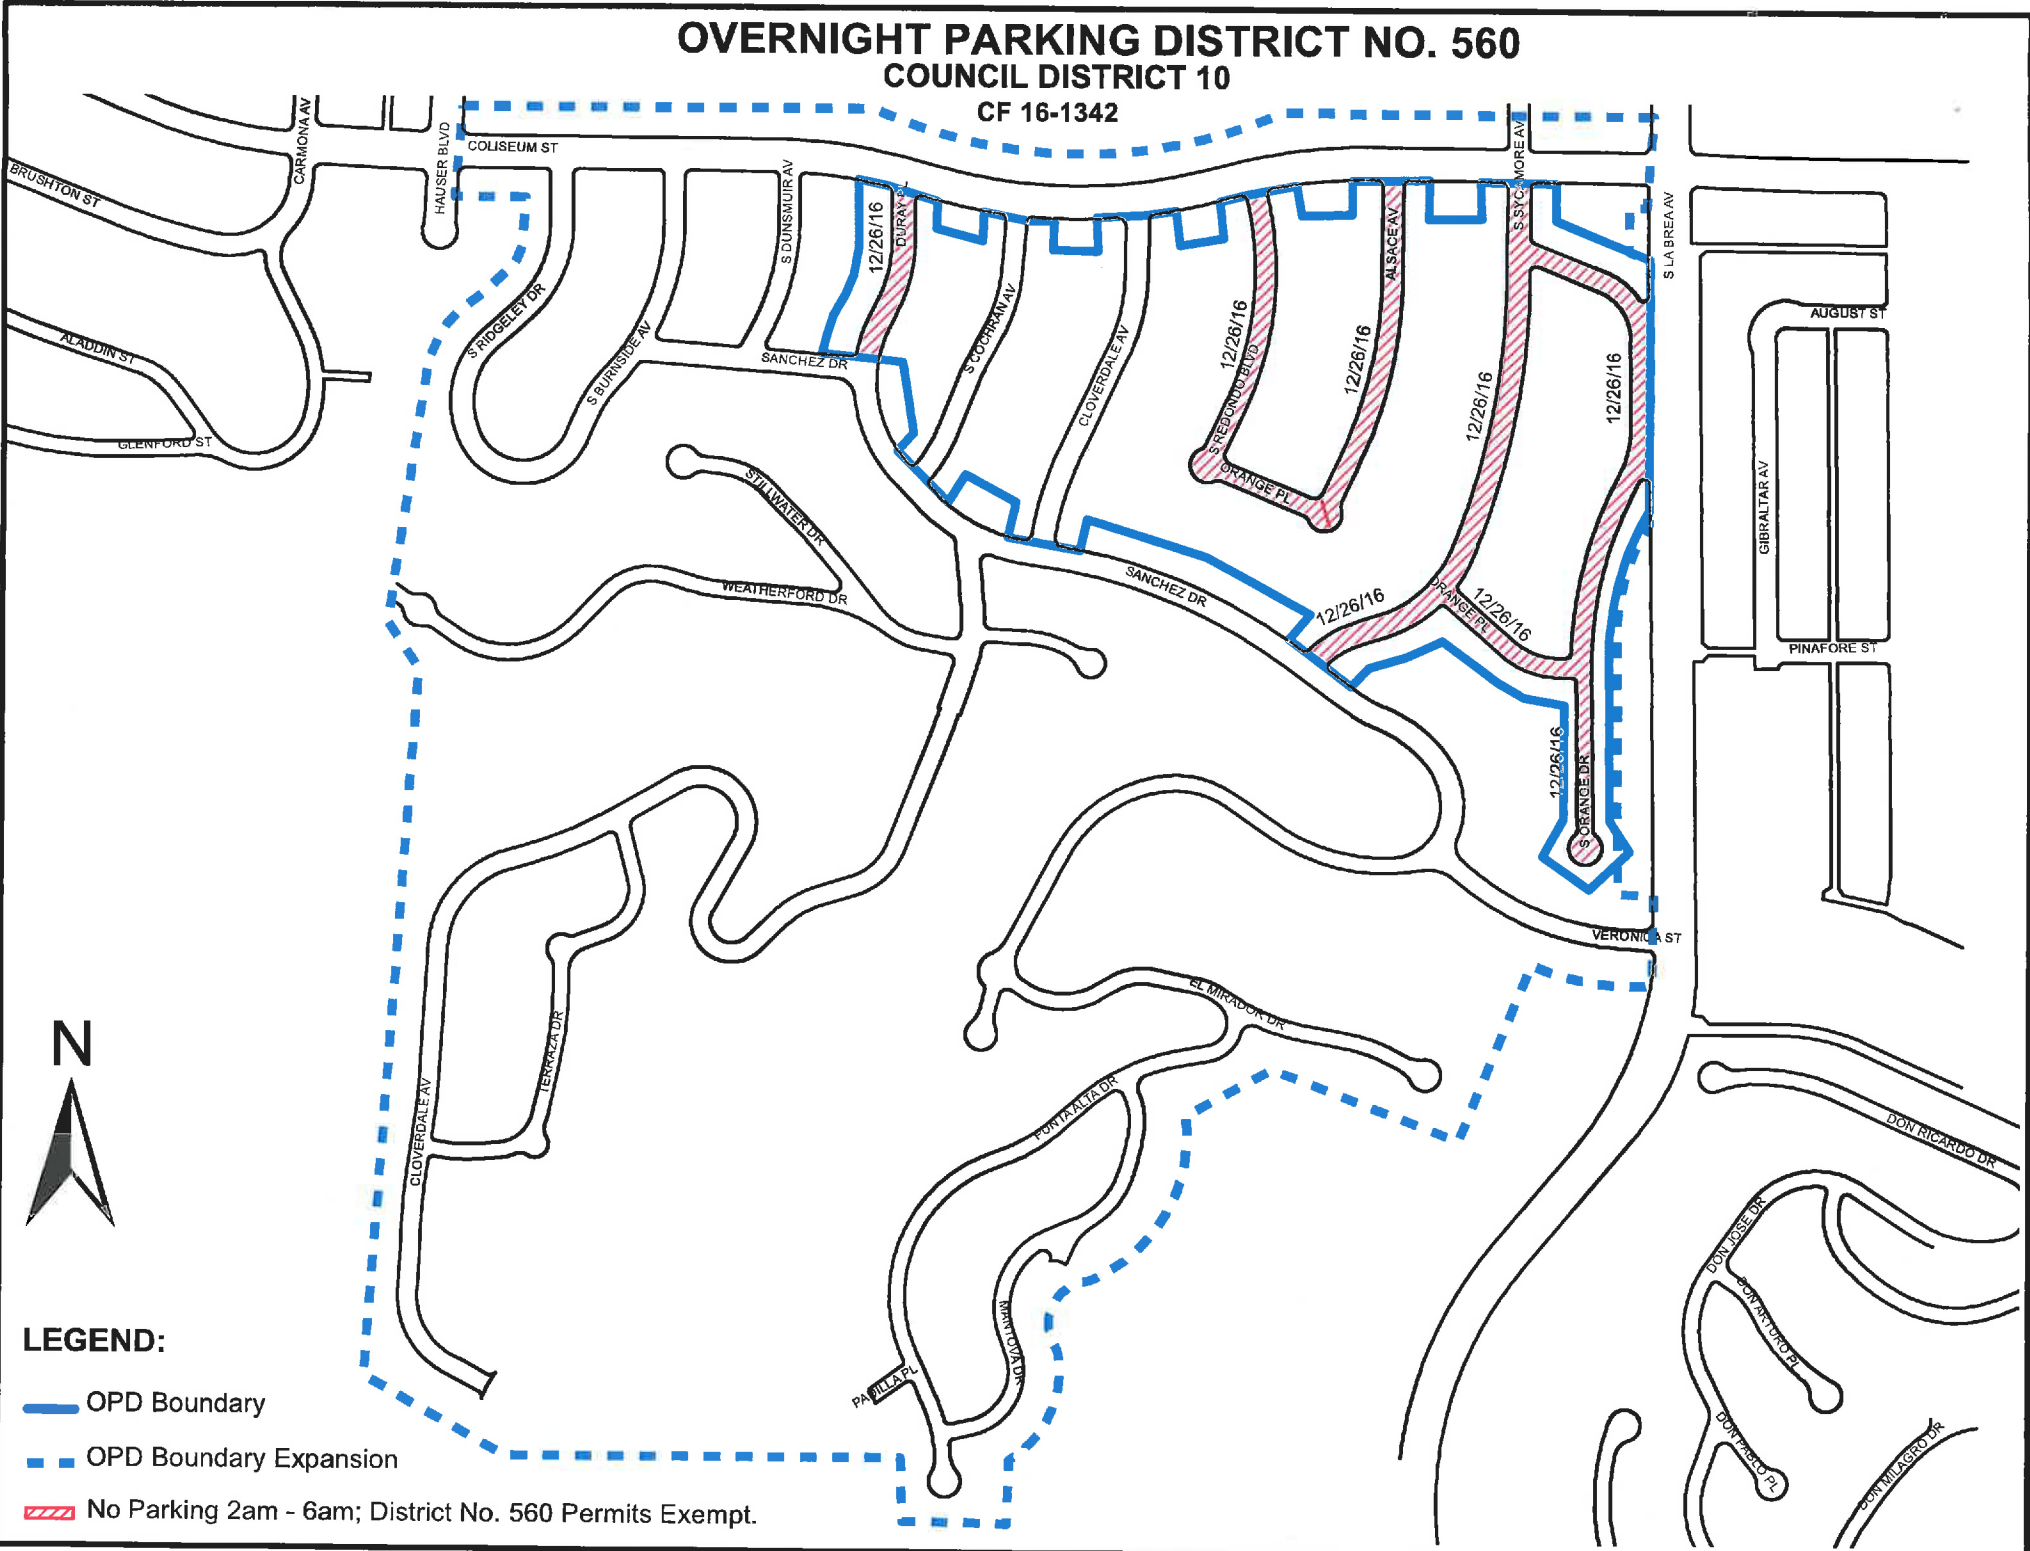 OVERNIGHT PARKING DISTRICT NO. 560
COUNCIL DISTRICT 10
CF 16-1342
CARMONA AV
HAUSER BLVD
COLISEUM ST
S SYCAMORE AV
BRUSHTON ST
S DUNSMUIR AV
12/26/16
DURAY
ALSACE AV
S LA BREA AV
S RIDGELEY DR
S BURNSIDE AV
SANCHEZ DR
S COCHRAN AV
CLOVERDALE AV
12/26/16
S REDONDO BLVD
12/26/16
12/26/16
12/26/16
AUGUST ST
ALADDIN ST
GLENFORD ST
ORANGE PL
GIBRALTAR AV
STILLWATER DR
WEATHERFORD DR
SANCHEZ DR
12/26/16
ORANGE PL
12/26/16
PINAFORE ST
12/26/16
S ORANGE DR
VERONICA ST
EL MIRADOR DR
N
TERRAZA DR
CLOVERDALE AV
PUNTA ALTA DR
DON RICARDO DR
DON JOSE DR
DON ARTURO PL
MANTOVA DR
PADILLA PL
DON PABLO PL
DON MILAGRO DR
LEGEND:
OPD Boundary
OPD Boundary Expansion
No Parking 2am - 6am; District No. 560 Permits Exempt.